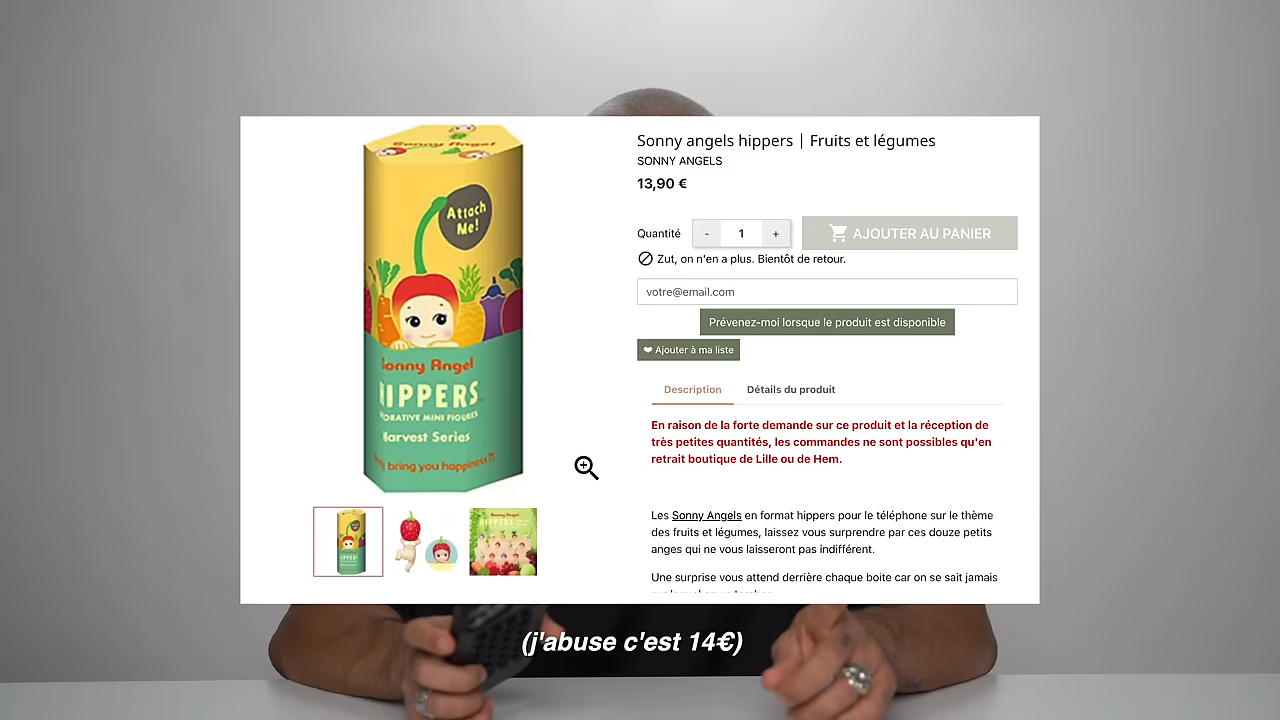 Sonny Angel
Attach
Me!
Sonny Angel
HIPPERS
ORATIVE MINI FIGURES
Harvest Series
bring you happiness?!
Sonny angels hippers | Fruits et légumes
SONNY ANGELS
13,90 €
Quantité - 1 + AJOUTER AU PANIER
Zut, on n'en a plus. Bientôt de retour.
votre@email.com
Prévenez-moi lorsque le produit est disponible
❤ Ajouter à ma liste
Description Détails du produit
En raison de la forte demande sur ce produit et la réception de
très petites quantités, les commandes ne sont possibles qu'en
retrait boutique de Lille ou de Hem.
Les Sonny Angels en format hippers pour le téléphone sur le thème
des fruits et légumes, laissez vous surprendre par ces douze petits
anges qui ne vous laisseront pas indifférent.
Une surprise vous attend derrière chaque boite car on se sait jamais
(j'abuse c'est 14€)